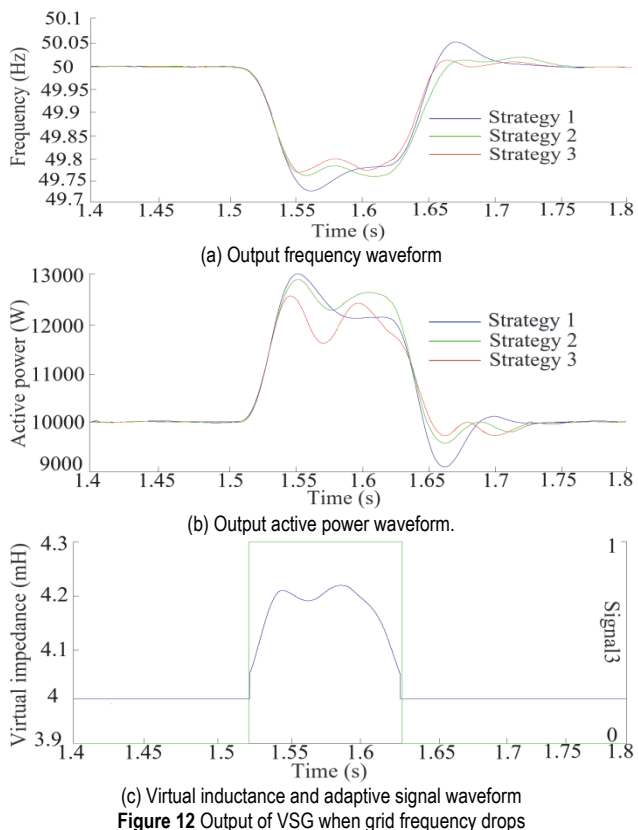 50.1
50.05
50
49.95
49.9
49.85
49.8
49.75
49.7
Frequency (Hz)
Strategy 1
Strategy 2
Strategy 3
1.4 1.45 1.5 1.55 1.6 1.65 1.7 1.75 1.8
Time (s)
(a) Output frequency waveform
13000
12000
11000
10000
9000
Active power (W)
Strategy 1
Strategy 2
Strategy 3
1.4 1.45 1.5 1.55 1.6 1.65 1.7 1.75 1.8
Time (s)
(b) Output active power waveform.
4.3
4.2
4.1
4
3.9
Virtual impedance (mH)
1
0
Signal3
1.4 1.45 1.5 1.55 1.6 1.65 1.7 1.75 1.8
Time (s)
(c) Virtual inductance and adaptive signal waveform
Figure 12 Output of VSG when grid frequency drops